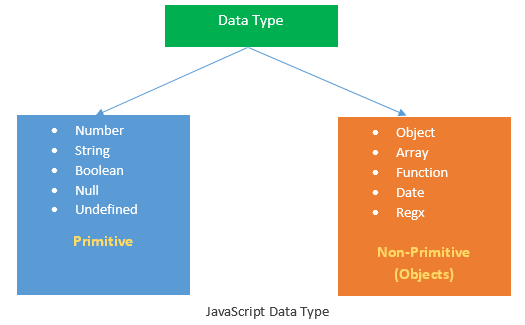 Data Type
Number
String
Boolean
Null
Undefined
Primitive
Object
Array
Function
Date
Regx
Non-Primitive
(Objects)
JavaScript Data Type